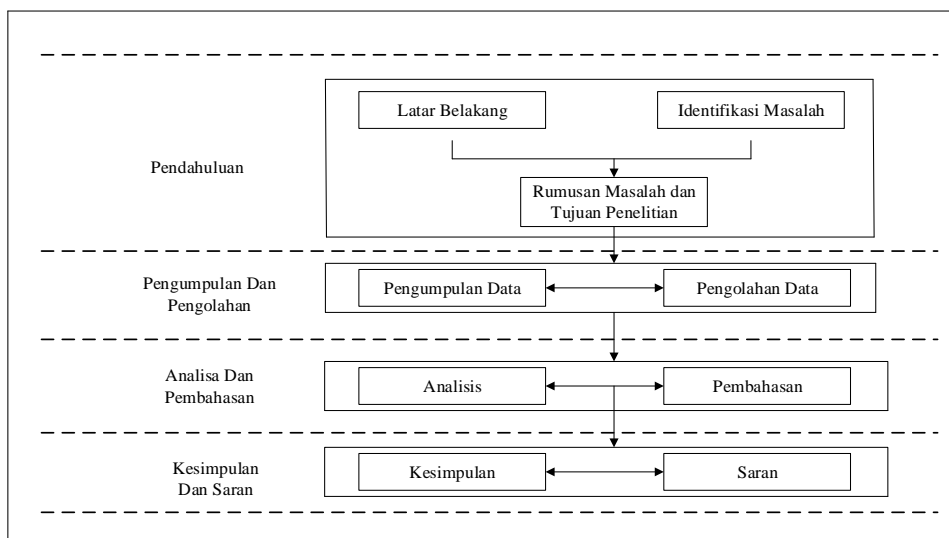 Latar Belakang
Identifikasi Masalah
Pendahuluan
Rumusan Masalah dan
Tujuan Penelitian
Pengumpulan Dan
Pengolahan
Pengumpulan Data
Pengolahan Data
Analisa Dan
Pembahasan
Analisis
Pembahasan
Kesimpulan
Dan Saran
Kesimpulan
Saran